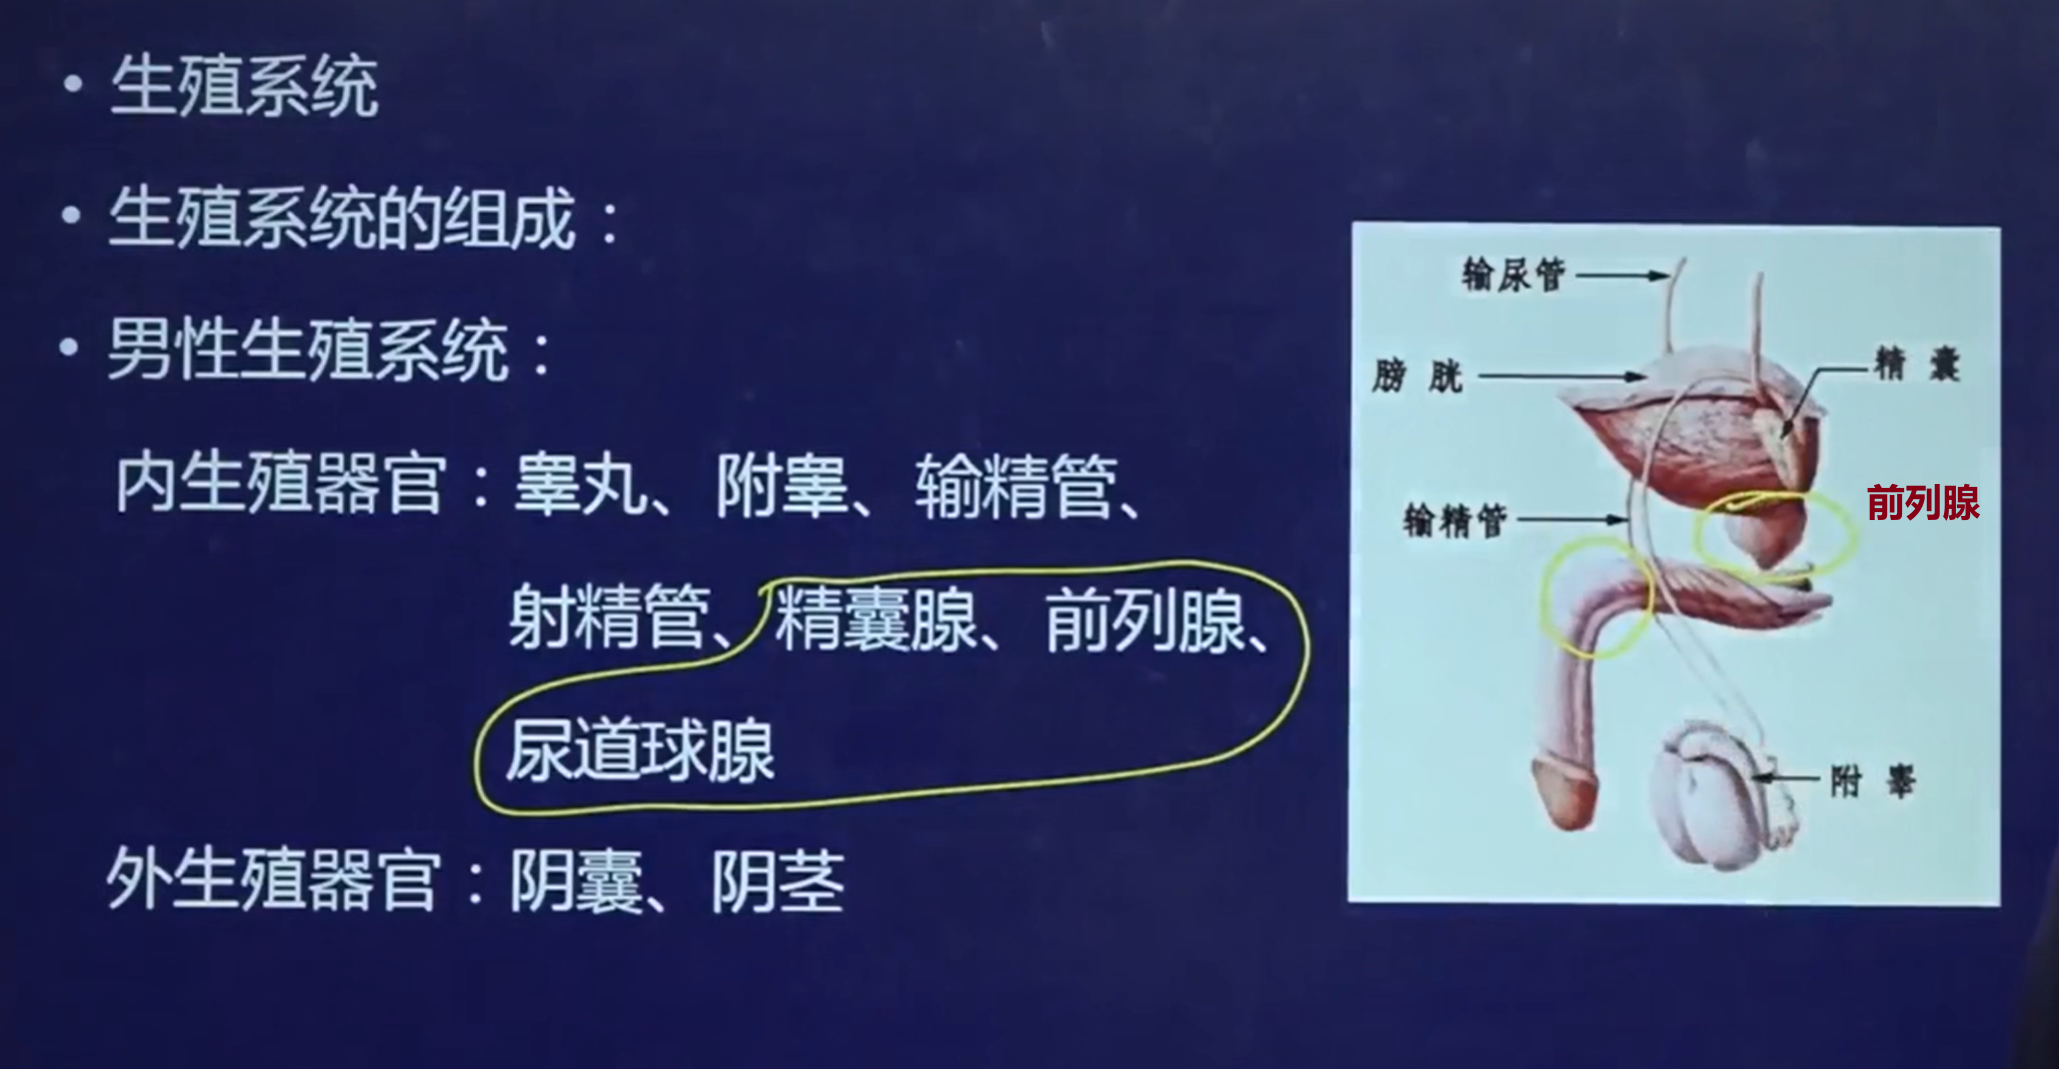 • 生殖系统
• 生殖系统的组成：
• 男性生殖系统：
内生殖器官：睾丸、附睾、输精管、
射精管、精囊腺、前列腺、
尿道球腺
外生殖器官：阴囊、阴茎
输尿管
膀胱
精囊
前列腺
输精管
附睾